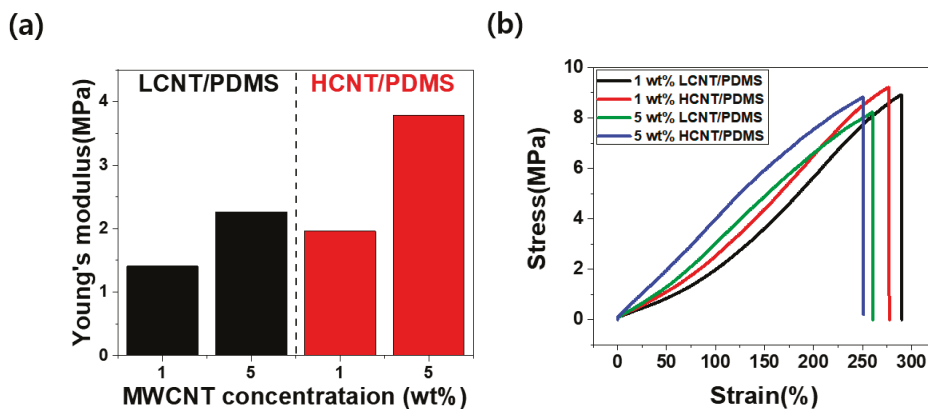 (a)
LCNT/PDMS
HCNT/PDMS
Young's modulus(MPa)
4
3
2
1
0
1
5
1
5
MWCNT concentrataion (wt%)
(b)
1 wt% LCNT/PDMS
1 wt% HCNT/PDMS
5 wt% LCNT/PDMS
5 wt% HCNT/PDMS
Stress(MPa)
10
8
6
4
2
0
0
50
100
150
200
250
300
Strain(%)